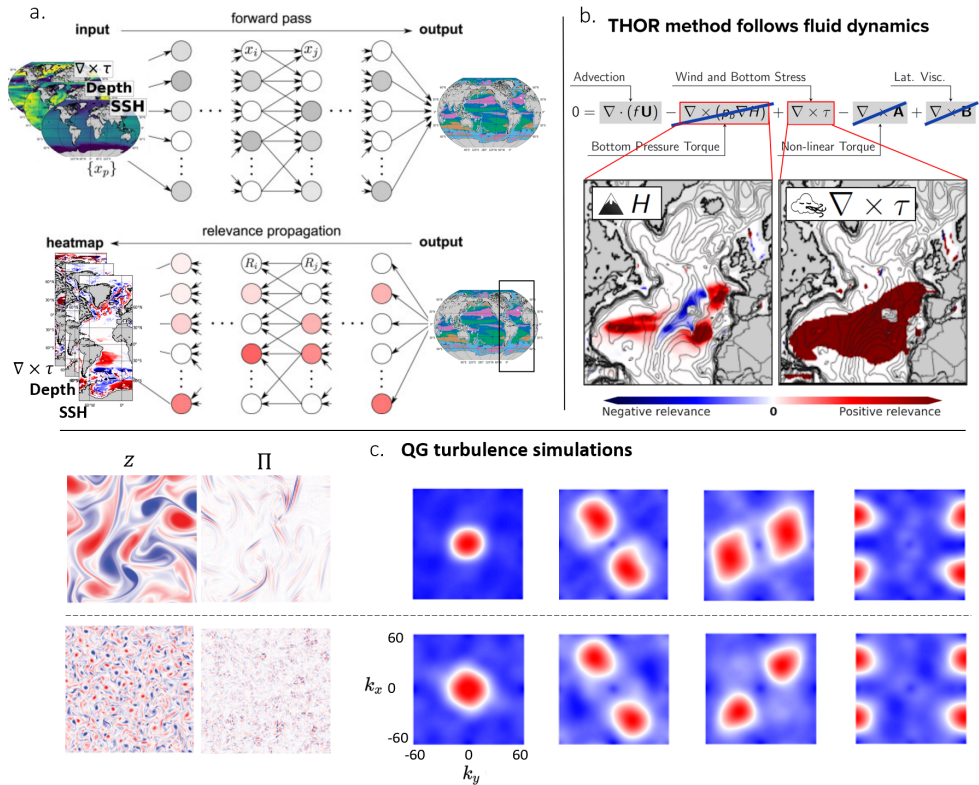 a.
input
forward pass
output
∇ × τ
Depth
SSH
{x_p}
x_i
x_j
heatmap
relevance propagation
output
R_i
R_j
∇ × τ
Depth
SSH
b.
THOR method follows fluid dynamics
Advection
Wind and Bottom Stress
Lat. Visc.
0 = ∇ · (fU) − ∇ × (p_b∇H) + ∇ × τ − ∇ × A + ∇ × B
Bottom Pressure Torque
Non-linear Torque
H
∇ × τ
Negative relevance
0
Positive relevance
c.
QG turbulence simulations
z
Π
60
k_x
0
-60
-60
0
60
k_y